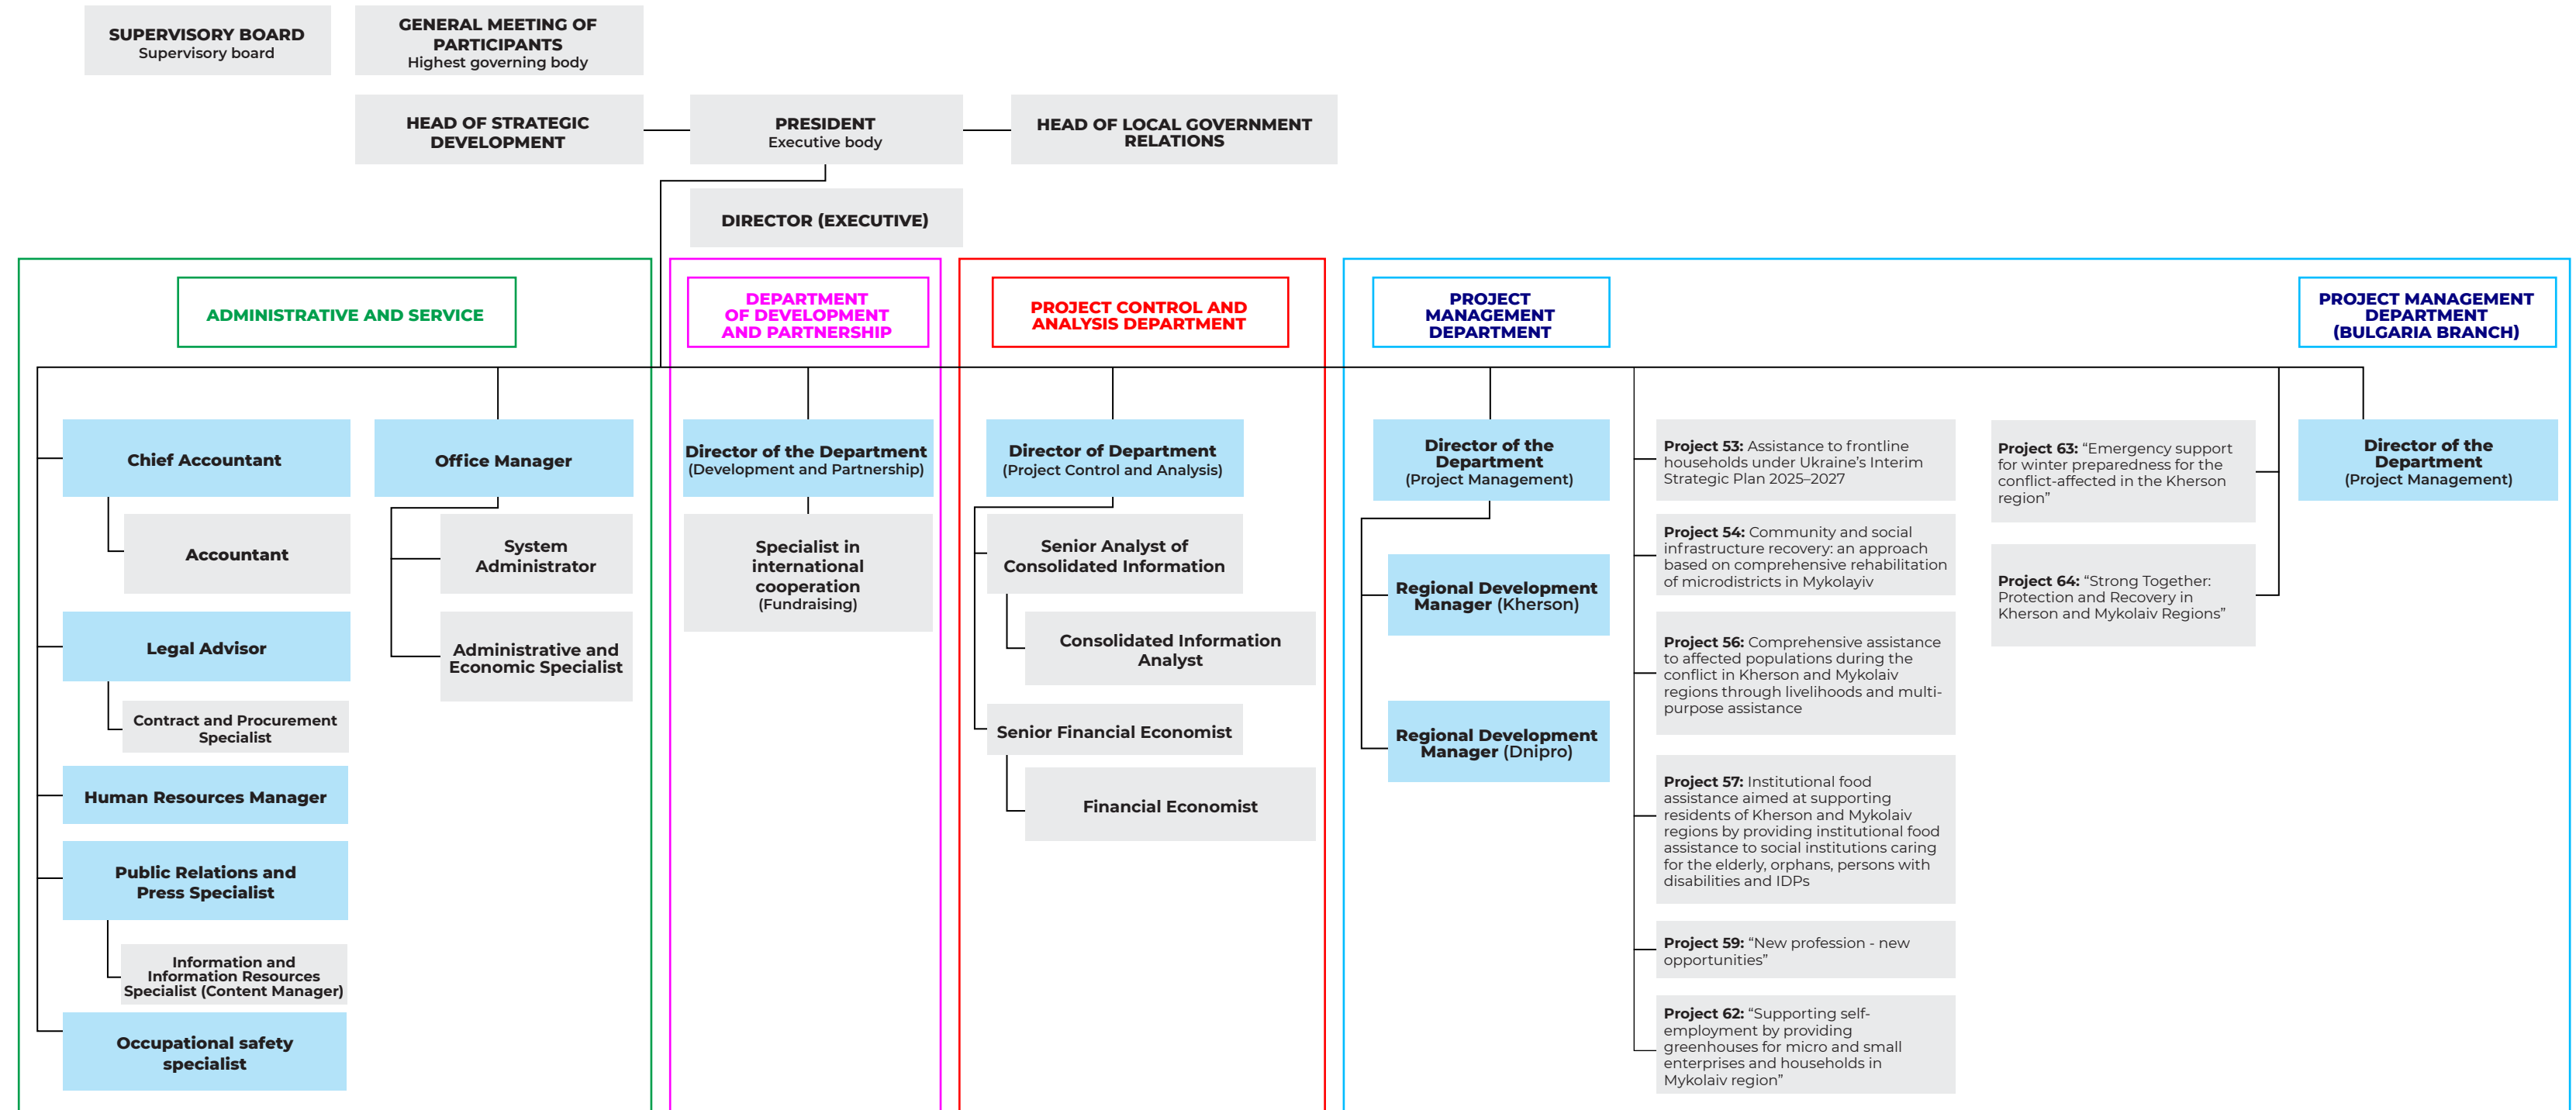 SUPERVISORY BOARD
Supervisory board
GENERAL MEETING OF
PARTICIPANTS
Highest governing body
HEAD OF STRATEGIC
DEVELOPMENT
PRESIDENT
Executive body
HEAD OF LOCAL GOVERNMENT
RELATIONS
DIRECTOR (EXECUTIVE)
ADMINISTRATIVE AND SERVICE
Chief Accountant
Accountant
Legal Advisor
Contract and Procurement
Specialist
Human Resources Manager
Public Relations and
Press Specialist
Information and
Information Resources
Specialist (Content Manager)
Occupational safety
specialist
Office Manager
System
Administrator
Administrative and
Economic Specialist
DEPARTMENT
OF DEVELOPMENT
AND PARTNERSHIP
Director of the Department
(Development and Partnership)
Specialist in
international
cooperation
(Fundraising)
PROJECT CONTROL AND
ANALYSIS DEPARTMENT
Director of Department
(Project Control and Analysis)
Senior Analyst of
Consolidated Information
Consolidated Information
Analyst
Senior Financial Economist
Financial Economist
PROJECT
MANAGEMENT
DEPARTMENT
Director of the
Department
(Project Management)
Regional Development
Manager (Kherson)
Regional Development
Manager (Dnipro)
Project 53: Assistance to frontline
households under Ukraine’s Interim
Strategic Plan 2025–2027
Project 54: Community and social
infrastructure recovery: an approach
based on comprehensive rehabilitation
of microdistricts in Mykolayiv
Project 56: Comprehensive assistance
to affected populations during the
conflict in Kherson and Mykolaiv
regions through livelihoods and multi-
purpose assistance
Project 57: Institutional food
assistance aimed at supporting
residents of Kherson and Mykolaiv
regions by providing institutional food
assistance to social institutions caring
for the elderly, orphans, persons with
disabilities and IDPs
Project 59: “New profession - new
opportunities”
Project 62: “Supporting self-
employment by providing
greenhouses for micro and small
enterprises and households in
Mykolaiv region”
Project 63: “Emergency support
for winter preparedness for the
conflict-affected in the Kherson
region”
Project 64: “Strong Together:
Protection and Recovery in
Kherson and Mykolaiv Regions”
PROJECT MANAGEMENT
DEPARTMENT
(BULGARIA BRANCH)
Director of the
Department
(Project Management)